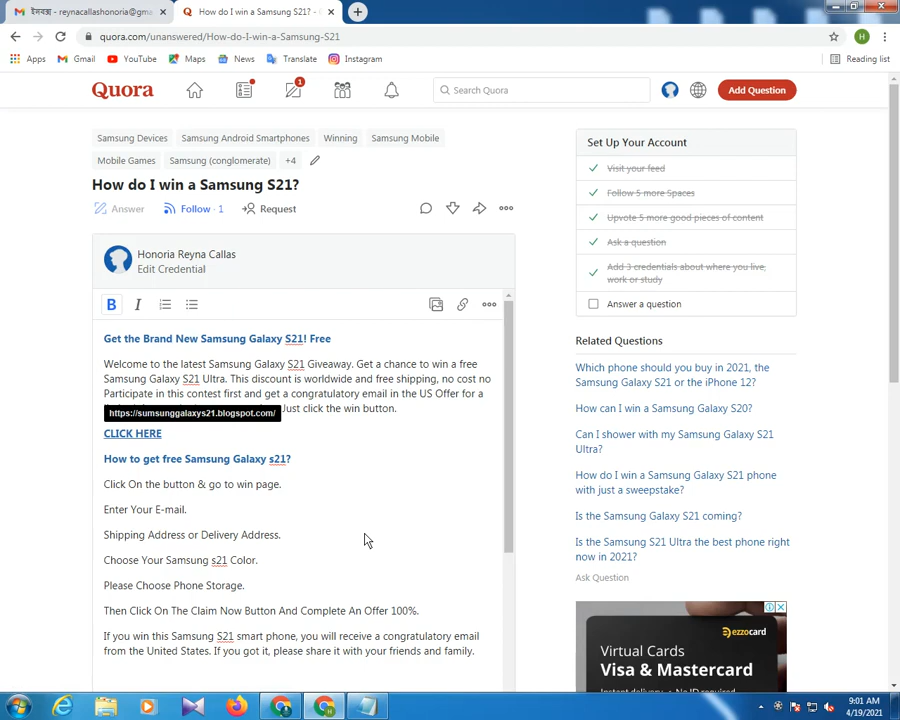 ইনবক্স - reynacallashonoria@gma
How do I win a Samsung S21? -
quora.com/unanswered/How-do-I-win-a-Samsung-S21
H
Apps
Gmail
YouTube
Maps
News
Translate
Instagram
Reading list
Quora
1
Search Quora
Add Question
Samsung Devices
Samsung Android Smartphones
Winning
Samsung Mobile
Mobile Games
Samsung (conglomerate)
+4
How do I win a Samsung S21?
Answer
Follow · 1
Request
Honoria Reyna Callas
Edit Credential
B I
Get the Brand New Samsung Galaxy S21! Free
Welcome to the latest Samsung Galaxy S21 Giveaway. Get a chance to win a free
Samsung Galaxy S21 Ultra. This discount is worldwide and free shipping, no cost no
Participate in this contest first and get a congratulatory email in the US Offer for a
Just click the win button.
https://sumsunggalaxys21.blogspot.com/
CLICK HERE
How to get free Samsung Galaxy s21?
Click On the button & go to win page.
Enter Your E-mail.
Shipping Address or Delivery Address.
Choose Your Samsung s21 Color.
Please Choose Phone Storage.
Then Click On The Claim Now Button And Complete An Offer 100%.
If you win this Samsung S21 smart phone, you will receive a congratulatory email
from the United States. If you got it, please share it with your friends and family.
Set Up Your Account
Visit your feed
Follow 5 more Spaces
Upvote 5 more good pieces of content
Ask a question
Add 3 credentials about where you live,
work or study
Answer a question
Related Questions
Which phone should you buy in 2021, the
Samsung Galaxy S21 or the iPhone 12?
How can I win a Samsung Galaxy S20?
Can I shower with my Samsung Galaxy S21
Ultra?
How do I win a Samsung Galaxy S21 phone
with just a sweepstake?
Is the Samsung Galaxy S21 coming?
Is the Samsung S21 Ultra the best phone right
now in 2021?
Ask Question
ezzocard
Virtual Cards
Visa & Mastercard
9:01 AM
4/19/2021